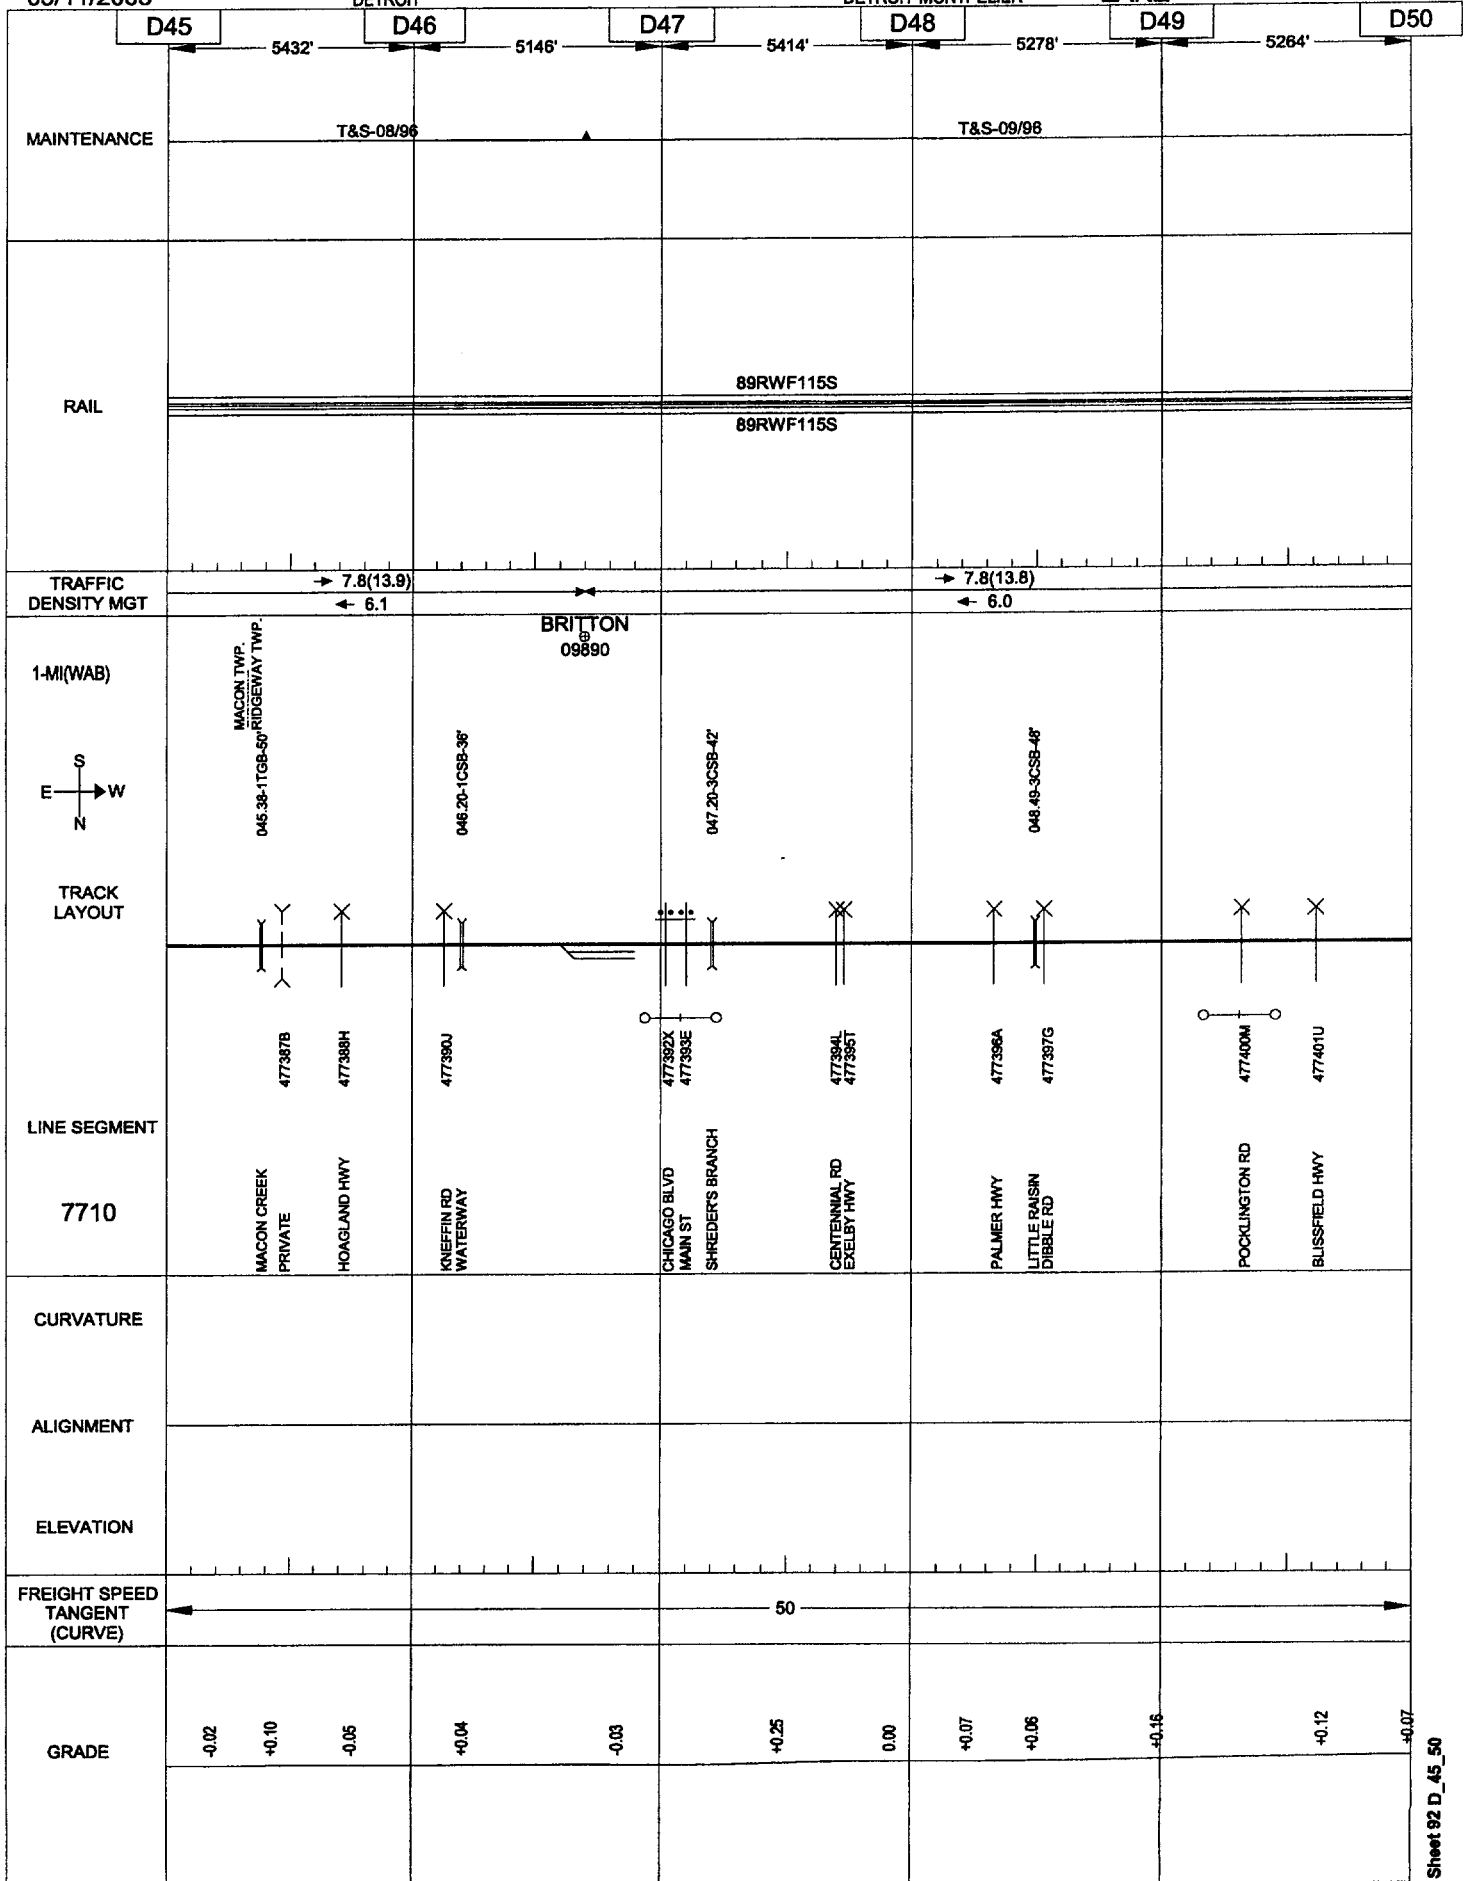 DETROIT
D45
D46
D47
D48
D49
D50
5432'
5146'
5414'
5278'
5264'
MAINTENANCE
T&S-08/96
T&S-09/96
RAIL
89RWF115S
89RWF115S
TRAFFIC
DENSITY MGT
7.8(13.9)
6.1
7.8(13.8)
6.0
1-MI(WAB)
BRITTON
09890
MACON TWP.
RIDGEWAY TWP.
S
E
W
N
045.38-1TGB-50'
046.20-1CSB-36'
047.20-3CSB-42'
048.49-3CSB-48'
TRACK
LAYOUT
477387B
477388H
477390J
477392X
477393E
477394L
477395T
477396A
477397G
477400M
477401U
LINE SEGMENT
7710
MACON CREEK
PRIVATE
HOAGLAND HWY
KNEFFIN RD
WATERWAY
CHICAGO BLVD
MAIN ST
SHREDER'S BRANCH
CENTENNIAL RD
EXELBY HWY
PALMER HWY
LITTLE RAISIN
DIBBLE RD
POCKLINGTON RD
BLISSFIELD HWY
CURVATURE
ALIGNMENT
ELEVATION
FREIGHT SPEED
TANGENT
(CURVE)
50
GRADE
-0.02
+0.10
-0.05
+0.04
-0.03
+0.25
0.00
+0.07
+0.06
+0.16
+0.12
+0.07
Sheet 92 D_45_50